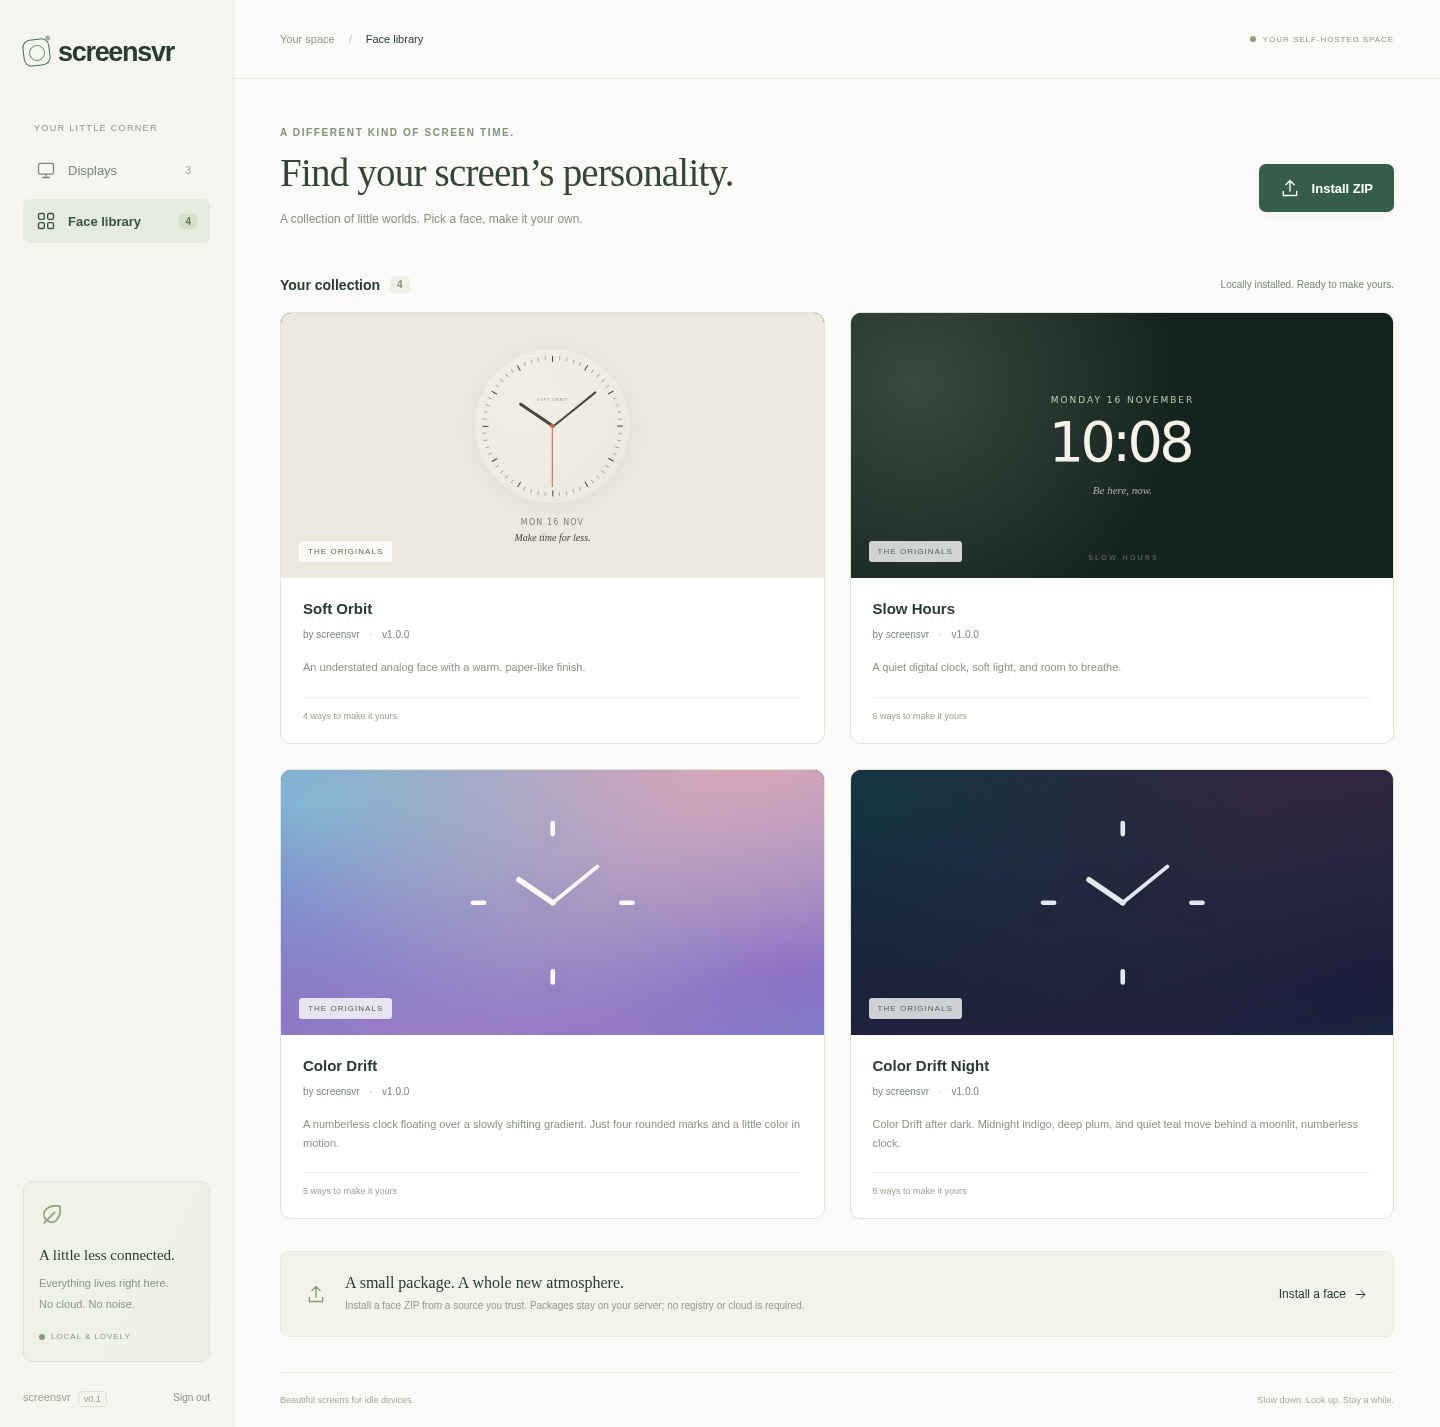 screensvr
YOUR LITTLE CORNER
Displays 3
Face library 4
A little less connected.
Everything lives right here.
No cloud. No noise.
LOCAL & LOVELY
screensvr v0.1 Sign out
Your space / Face library
YOUR SELF-HOSTED SPACE
A DIFFERENT KIND OF SCREEN TIME.
Find your screen’s personality.
A collection of little worlds. Pick a face, make it your own.
Install ZIP
Your collection 4
Locally installed. Ready to make yours.
SOFT ORBIT
MON 16 NOV
Make time for less.
THE ORIGINALS
Soft Orbit
by screensvr · v1.0.0
An understated analog face with a warm, paper-like finish.
4 ways to make it yours
MONDAY 16 NOVEMBER
10:08
Be here, now.
SLOW HOURS
THE ORIGINALS
Slow Hours
by screensvr · v1.0.0
A quiet digital clock, soft light, and room to breathe.
5 ways to make it yours
THE ORIGINALS
Color Drift
by screensvr · v1.0.0
A numberless clock floating over a slowly shifting gradient. Just four rounded marks and a little color in
motion.
5 ways to make it yours
THE ORIGINALS
Color Drift Night
by screensvr · v1.0.0
Color Drift after dark. Midnight indigo, deep plum, and quiet teal move behind a moonlit, numberless
clock.
5 ways to make it yours
A small package. A whole new atmosphere.
Install a face ZIP from a source you trust. Packages stay on your server; no registry or cloud is required.
Install a face →
Beautiful screens for idle devices.
Slow down. Look up. Stay a while.